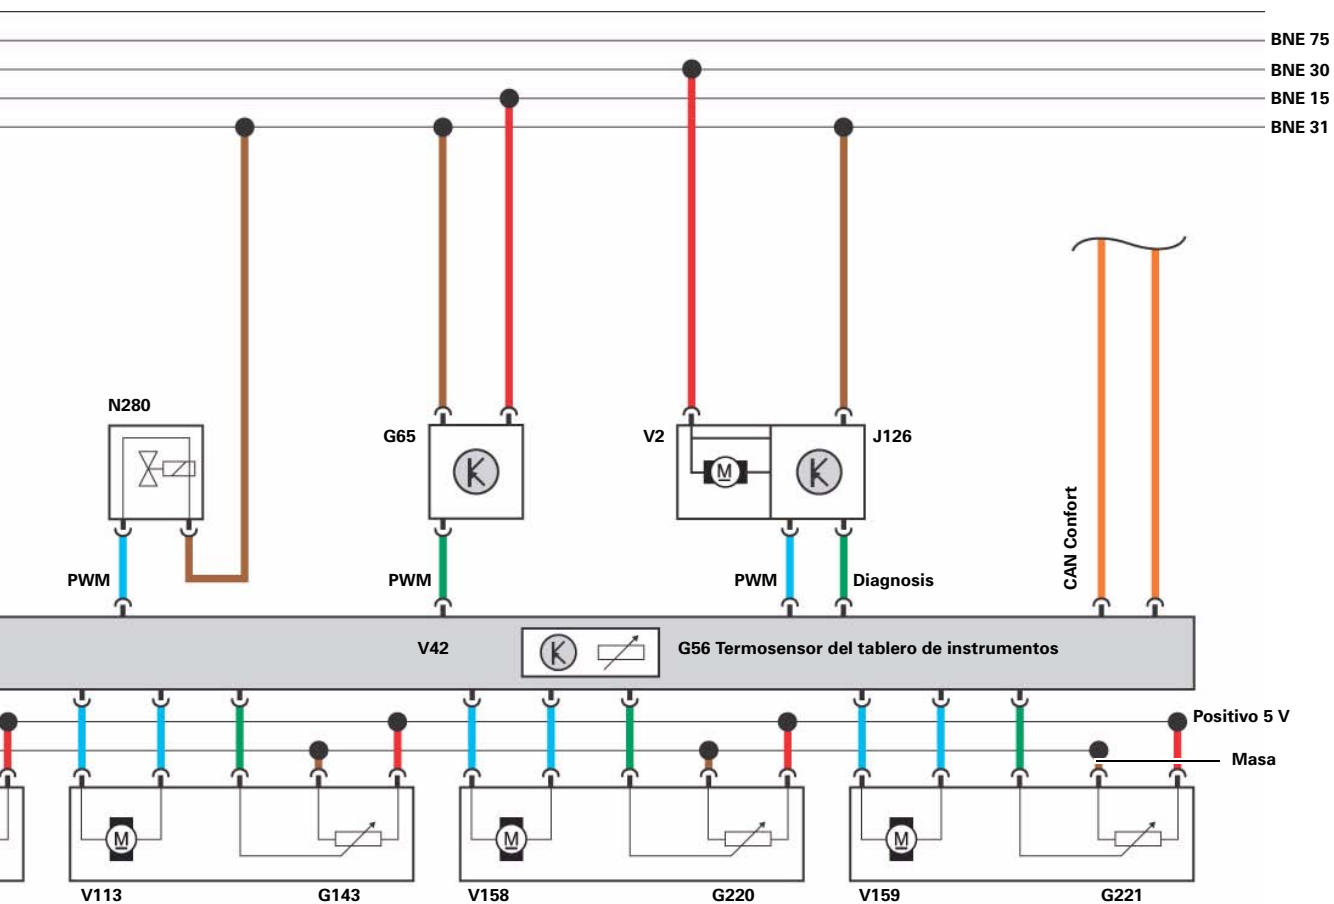 BNE 75
BNE 30
BNE 15
BNE 31
N280
G65
V2
J126
CAN Confort
PWM
PWM
PWM
Diagnosis
V42
G56 Termosensor del tablero de instrumentos
Positivo 5 V
Masa
M
M
M
M
V113
G143
V158
G220
V159
G221